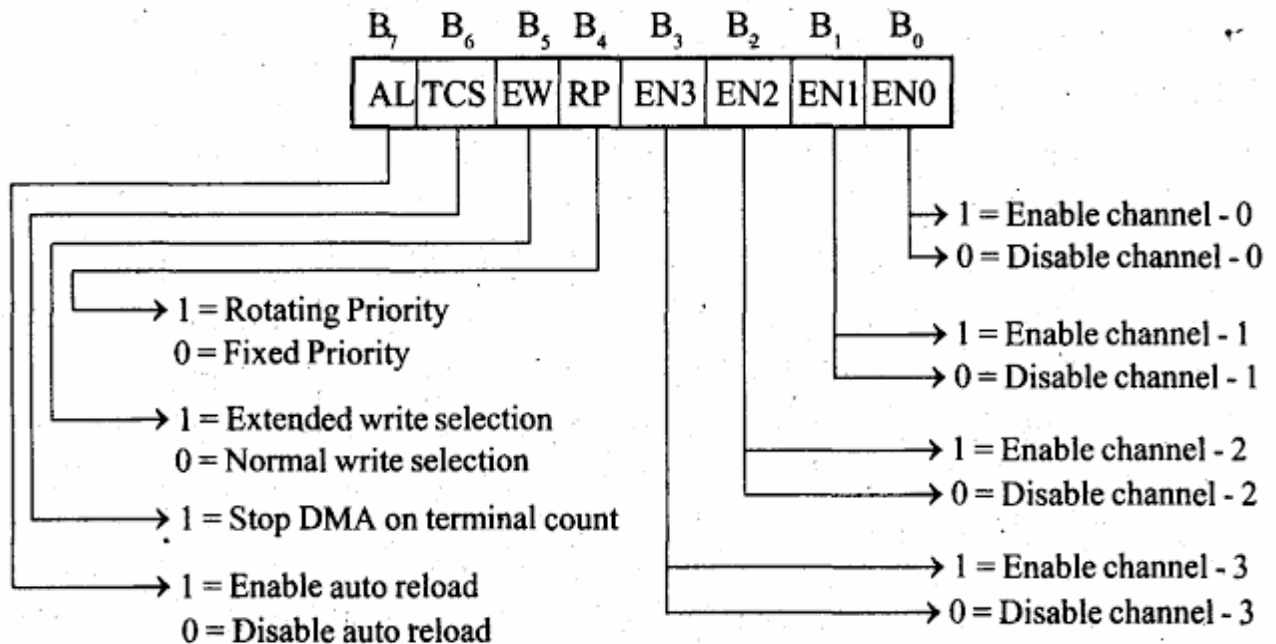 B₇ B₆ B₅ B₄ B₃ B₂ B₁ B₀
AL TCS EW RP EN3 EN2 EN1 EN0
1 = Enable channel - 0
0 = Disable channel - 0
1 = Rotating Priority
0 = Fixed Priority
1 = Enable channel - 1
0 = Disable channel - 1
1 = Extended write selection
0 = Normal write selection
1 = Enable channel - 2
0 = Disable channel - 2
1 = Stop DMA on terminal count
1 = Enable channel - 3
0 = Disable channel - 3
1 = Enable auto reload
0 = Disable auto reload